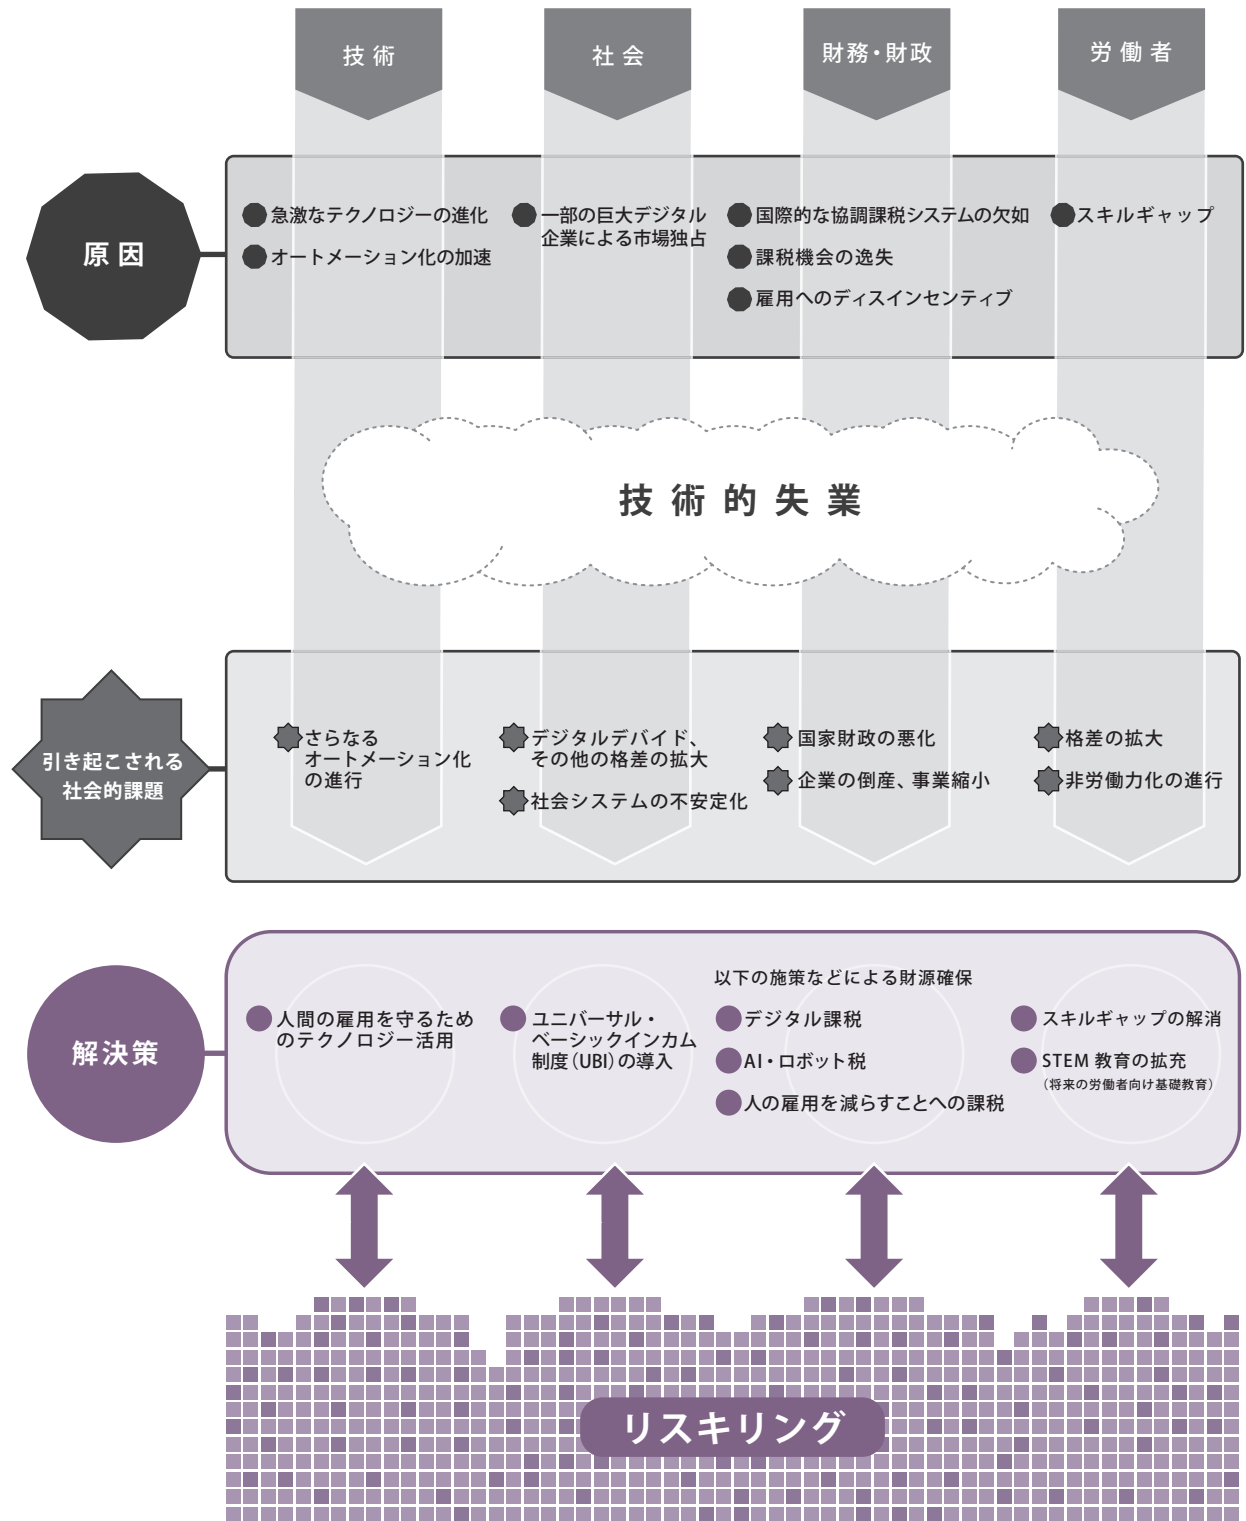 技術
社会
財務・財政
労働者
原因
急激なテクノロジーの進化
オートメーション化の加速
一部の巨大デジタル
企業による市場独占
国際的な協調課税システムの欠如
課税機会の逸失
雇用へのディスインセンティブ
スキルギャップ
技術的失業
引き起こされる
社会的課題
さらなる
オートメーション化
の進行
デジタルデバイド、
その他の格差の拡大
社会システムの不安定化
国家財政の悪化
企業の倒産、事業縮小
格差の拡大
非労働力化の進行
解決策
人間の雇用を守るため
のテクノロジー活用
ユニバーサル・
ベーシックインカム
制度(UBI)の導入
以下の施策などによる財源確保
デジタル課税
AI・ロボット税
人の雇用を減らすことへの課税
スキルギャップの解消
STEM 教育の拡充
(将来の労働者向け基礎教育)
リスキリング